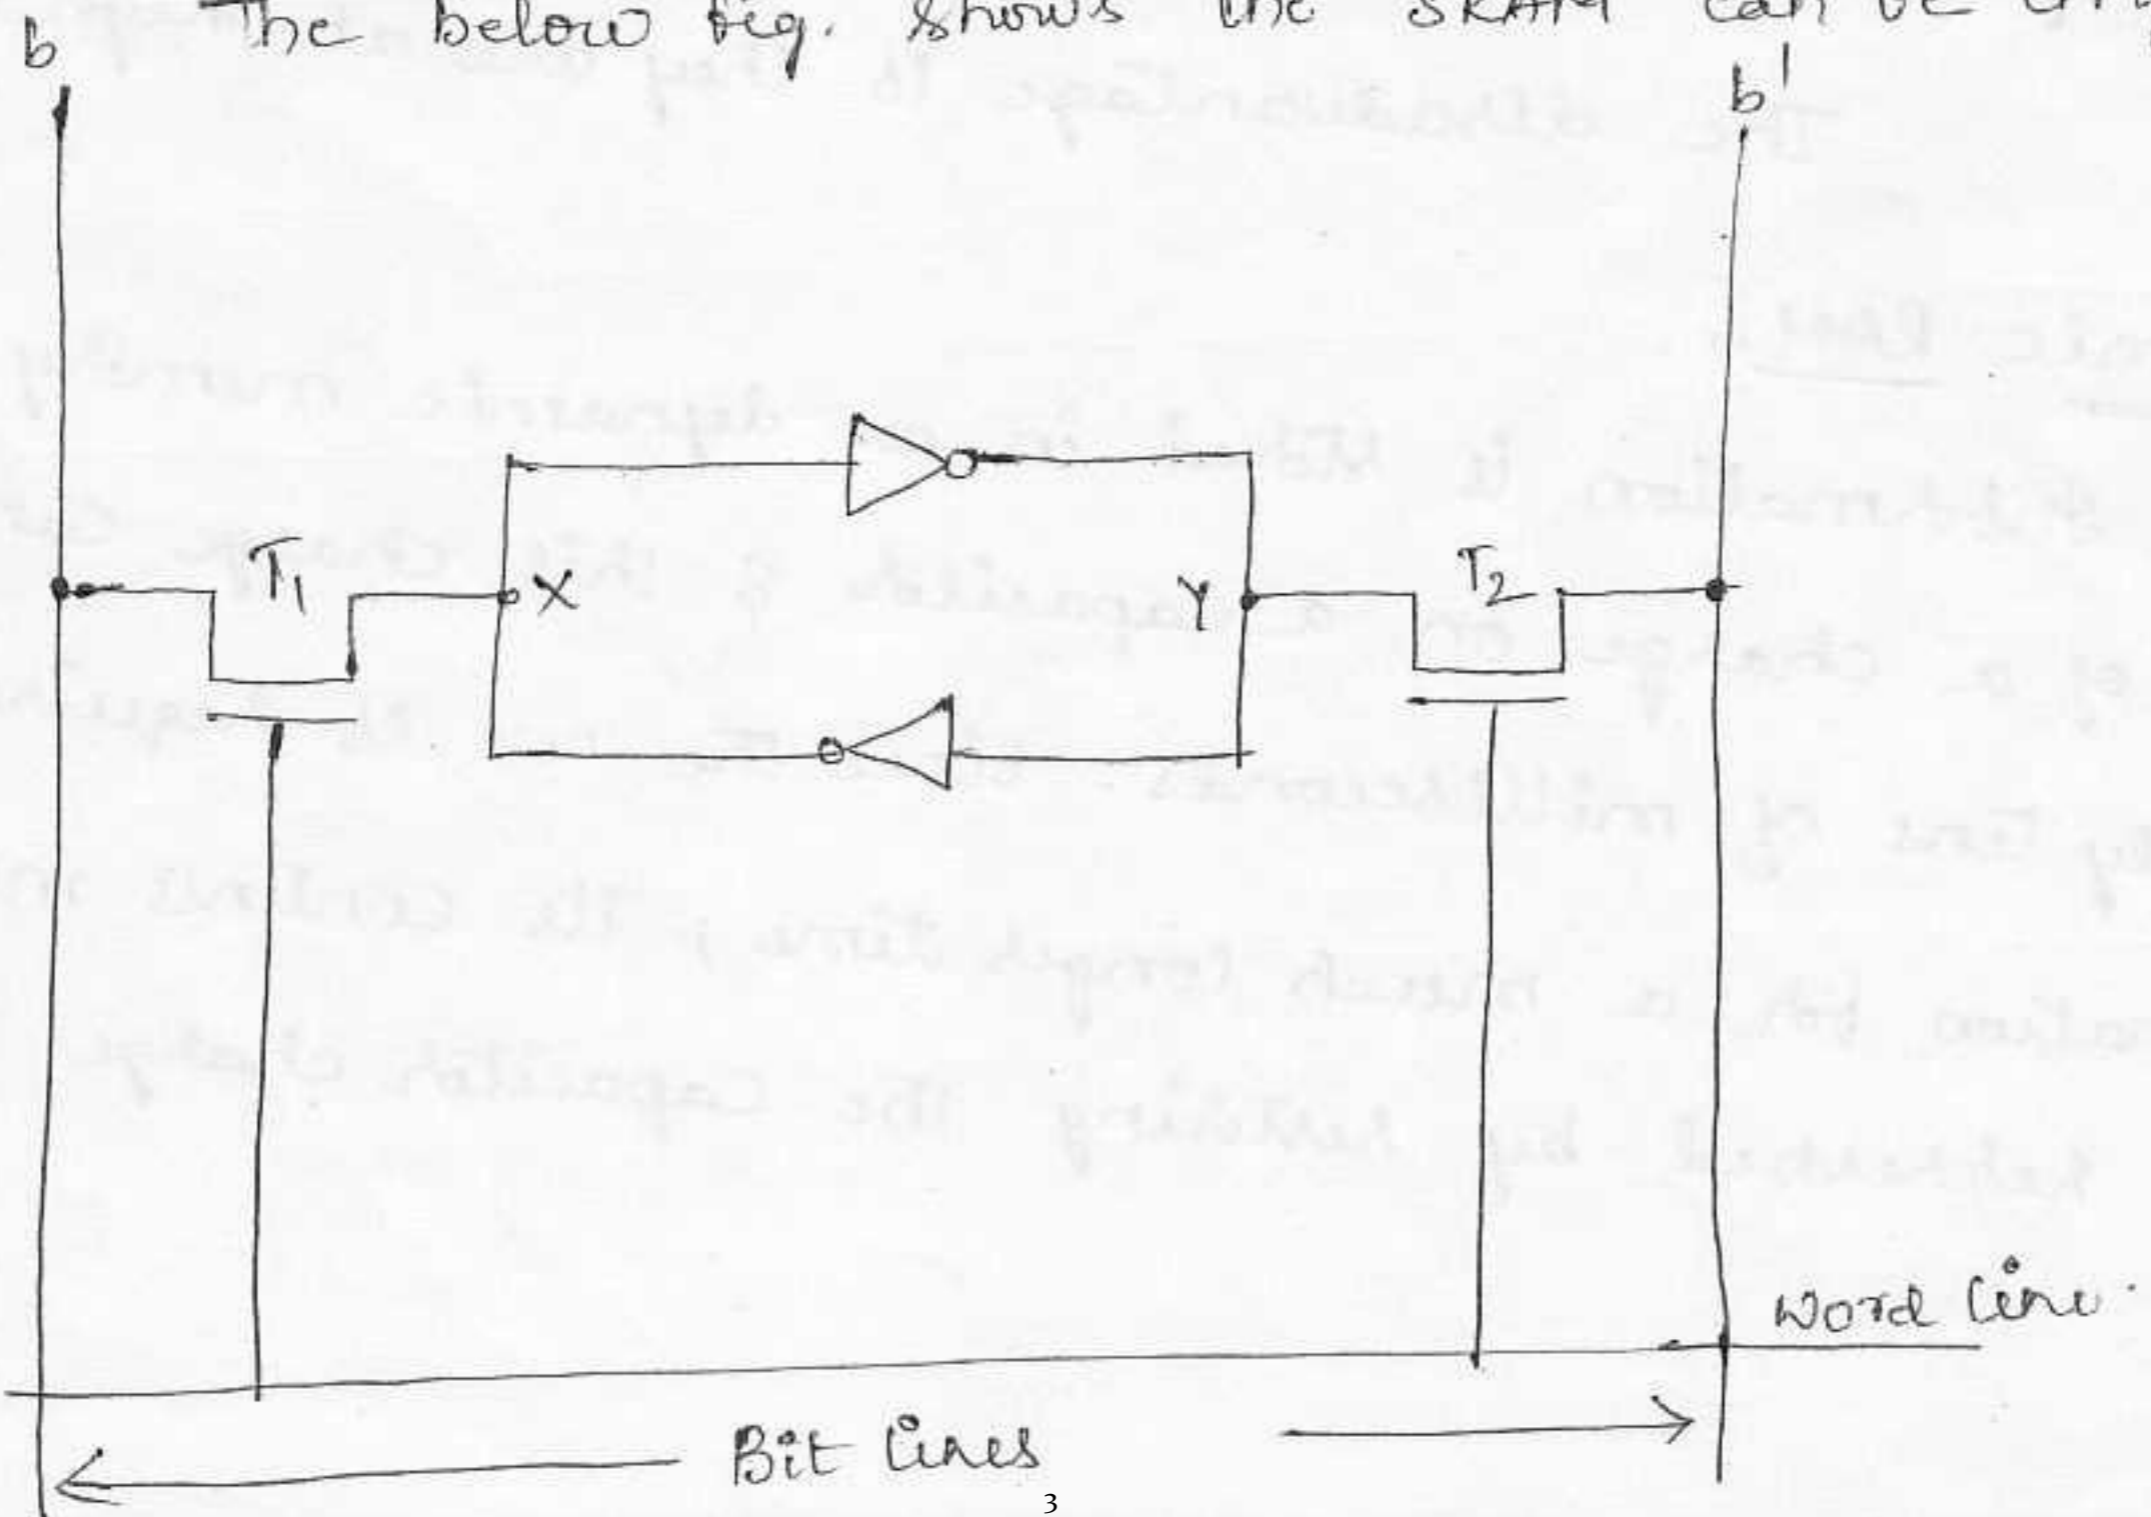 The below fig. shows the SRAM can be
b
b'
T1
X
Y
T2
Word line.
Bit lines
3